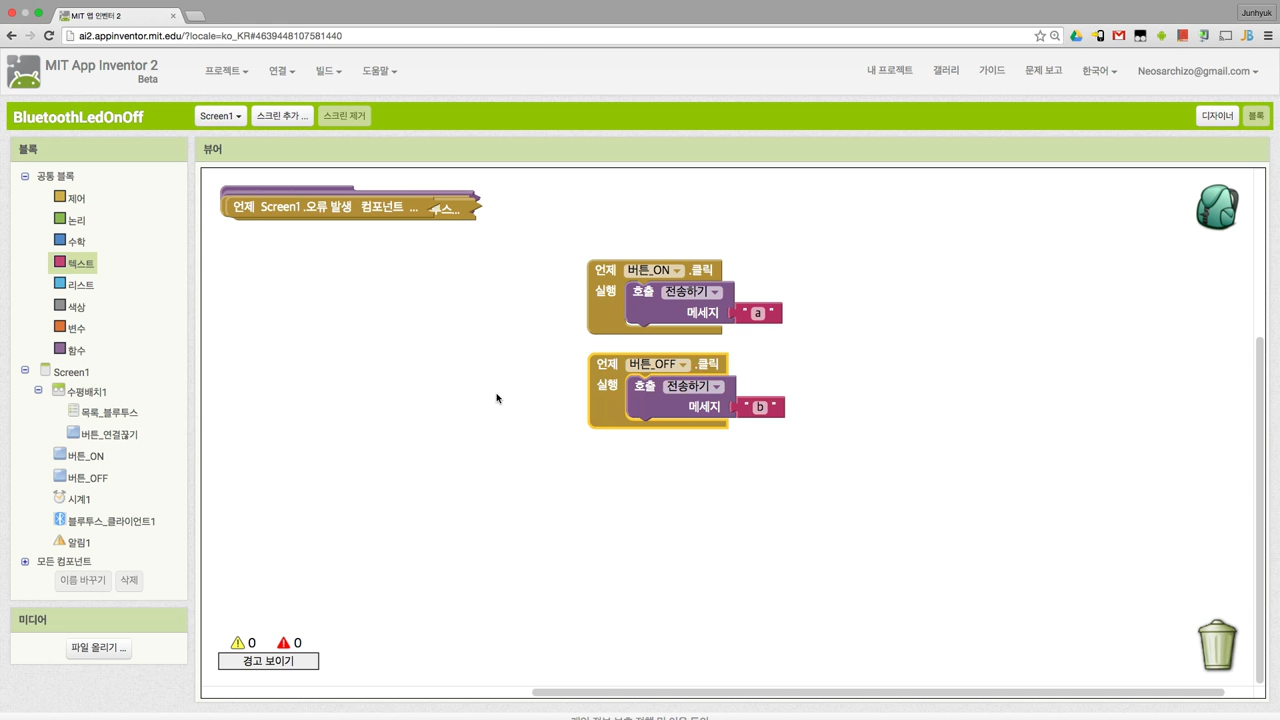 MIT 앱 인벤터 2
Junhyuk
ai2.appinventor.mit.edu/?locale=ko_KR#4639448107581440
MIT App Inventor 2
Beta
프로젝트 연결 빌드 도움말
내 프로젝트 갤러리 가이드 문제 보고 한국어 Neosarchizo@gmail.com
BluetoothLedOnOff
Screen1 스크린 추가 ... 스크린 제거
디자이너 블록
블록
뷰어
공통 블록
제어
논리
수학
텍스트
리스트
색상
변수
함수
Screen1
수평배치1
목록_블루투스
버튼_연결끊기
버튼_ON
버튼_OFF
시계1
블루투스_클라이언트1
알림1
모든 컴포넌트
이름 바꾸기 삭제
미디어
파일 올리기 ...
언제 Screen1 .오류 발생 컴포넌트 ...
언제 버튼_ON .클릭
실행 호출 전송하기
메세지 " a "
언제 버튼_OFF .클릭
실행 호출 전송하기
메세지 " b "
0 0
경고 보이기